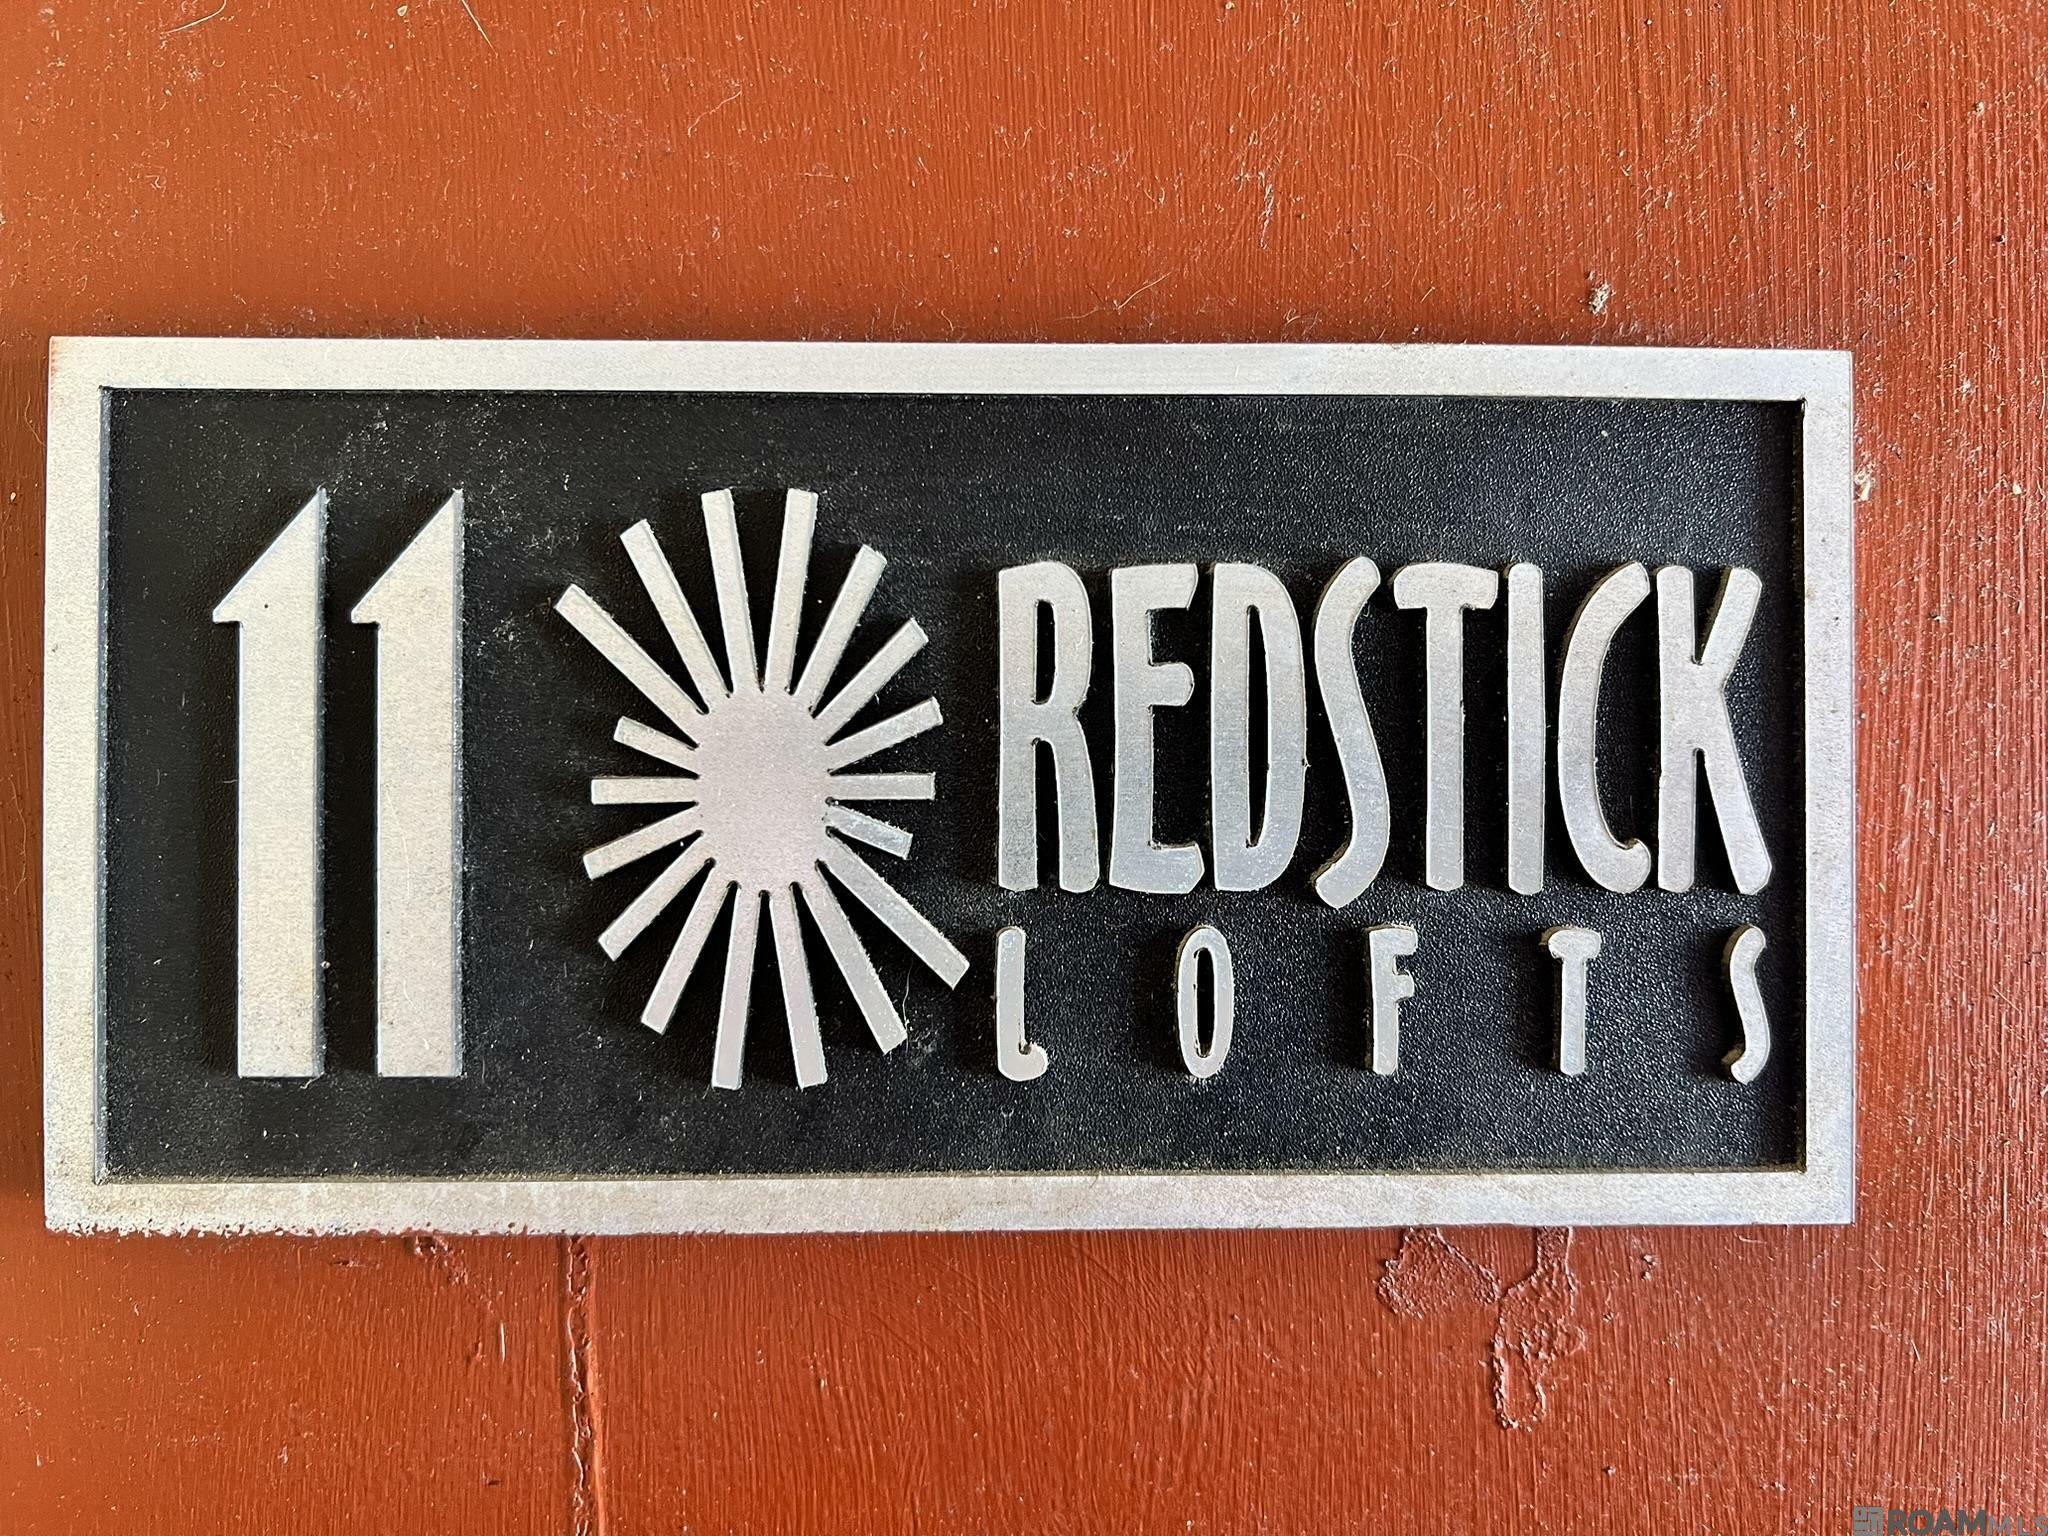 11 REDSTICK
LOFTS
ROAM MLS